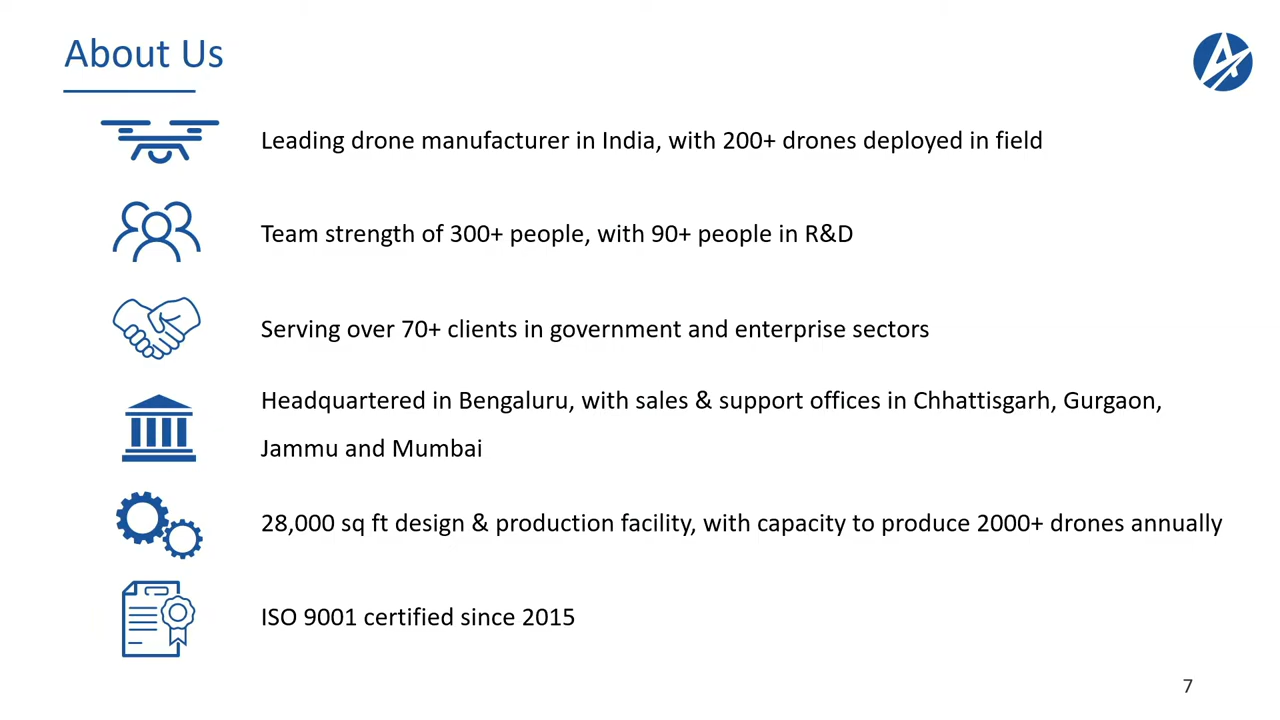 About Us
Leading drone manufacturer in India, with 200+ drones deployed in field
Team strength of 300+ people, with 90+ people in R&D
Serving over 70+ clients in government and enterprise sectors
Headquartered in Bengaluru, with sales & support offices in Chhattisgarh, Gurgaon,
Jammu and Mumbai
28,000 sq ft design & production facility, with capacity to produce 2000+ drones annually
ISO 9001 certified since 2015
7